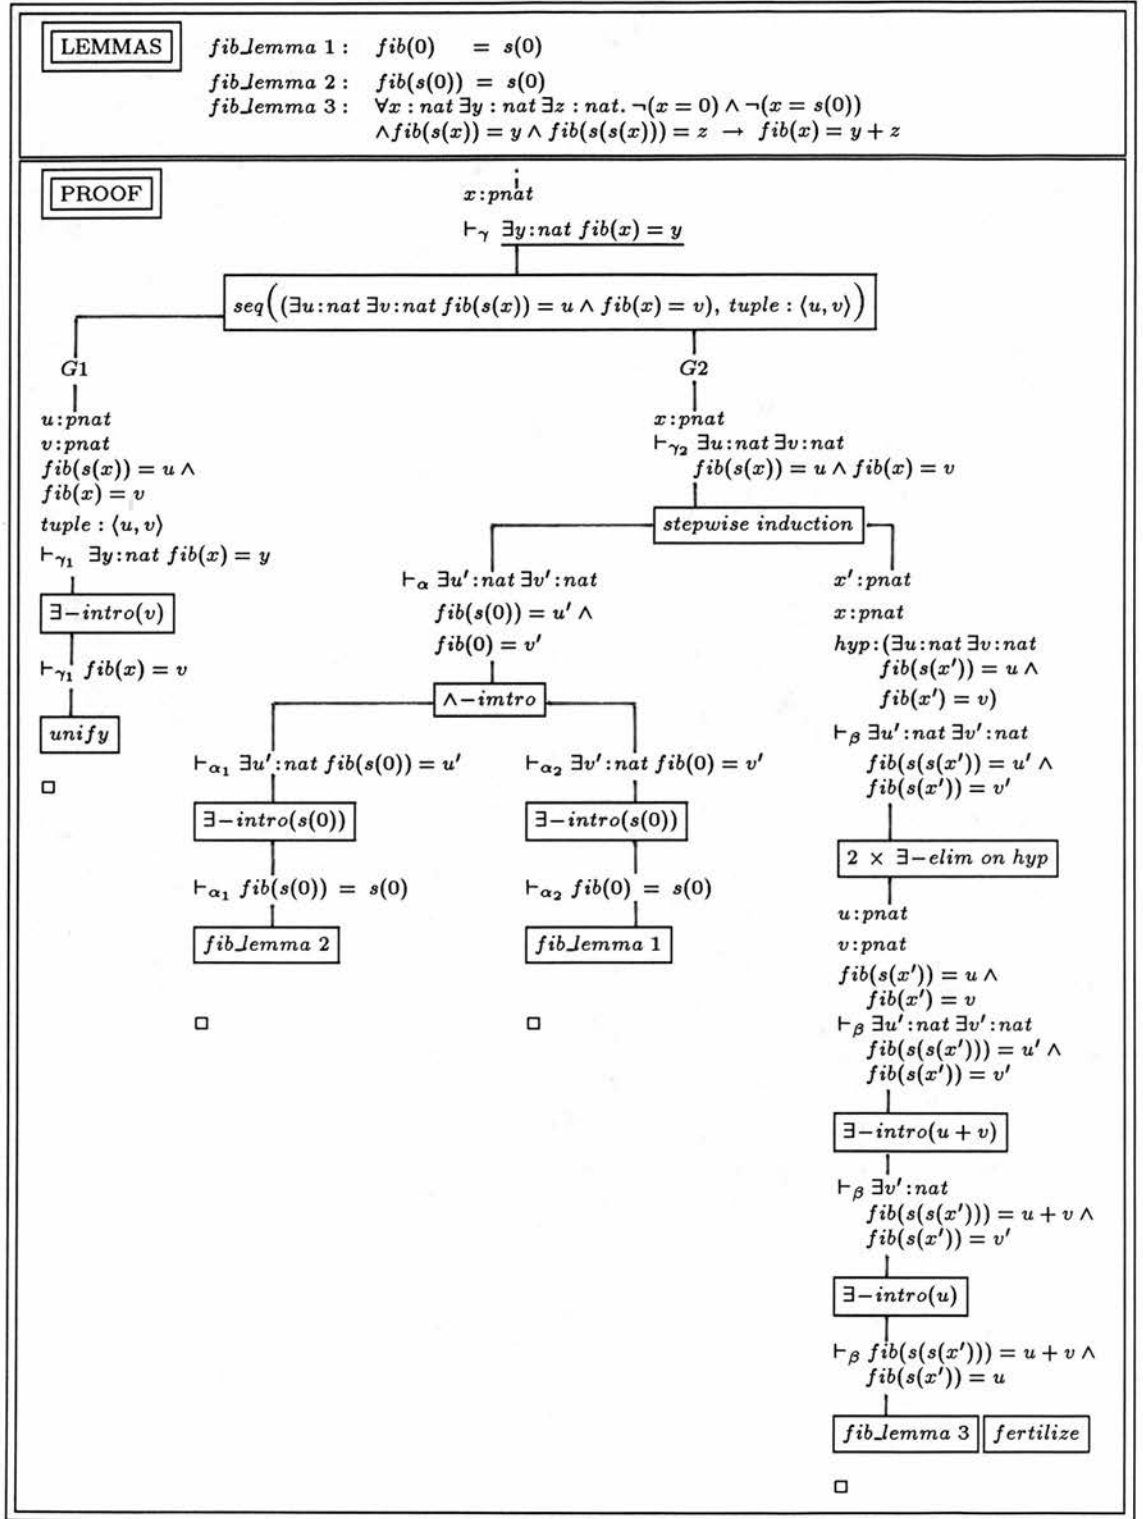 LEMMAS
fib_lemma 1 : fib(0) = s(0)
fib_lemma 2 : fib(s(0)) = s(0)
fib_lemma 3 : ∀x : nat ∃y : nat ∃z : nat. ¬(x = 0) ∧ ¬(x = s(0))
∧fib(s(x)) = y ∧ fib(s(s(x))) = z → fib(x) = y + z
PROOF
x:pnat
⊢γ ∃y:nat fib(x) = y
seq((∃u:nat ∃v:nat fib(s(x)) = u ∧ fib(x) = v), tuple : ⟨u, v⟩)
G1
u:pnat
v:pnat
fib(s(x)) = u ∧
fib(x) = v
tuple : ⟨u, v⟩
⊢γ1 ∃y:nat fib(x) = y
∃-intro(v)
⊢γ1 fib(x) = v
unify
□
G2
x:pnat
⊢γ2 ∃u:nat ∃v:nat
fib(s(x)) = u ∧ fib(x) = v
stepwise induction
⊢α ∃u':nat ∃v':nat
fib(s(0)) = u' ∧
fib(0) = v'
∧-imtro
⊢α1 ∃u':nat fib(s(0)) = u'
∃-intro(s(0))
⊢α1 fib(s(0)) = s(0)
fib_lemma 2
□
⊢α2 ∃v':nat fib(0) = v'
∃-intro(s(0))
⊢α2 fib(0) = s(0)
fib_lemma 1
□
x':pnat
x:pnat
hyp:(∃u:nat ∃v:nat
fib(s(x')) = u ∧
fib(x') = v)
⊢β ∃u':nat ∃v':nat
fib(s(s(x')) = u' ∧
fib(s(x')) = v'
2 × ∃-elim on hyp
u:pnat
v:pnat
fib(s(x')) = u ∧
fib(x') = v
⊢β ∃u':nat ∃v':nat
fib(s(s(x'))) = u' ∧
fib(s(x')) = v'
∃-intro(u + v)
⊢β ∃v':nat
fib(s(s(x'))) = u + v ∧
fib(s(x')) = v'
∃-intro(u)
⊢β fib(s(s(x'))) = u + v ∧
fib(s(x')) = u
fib_lemma 3 fertilize
□